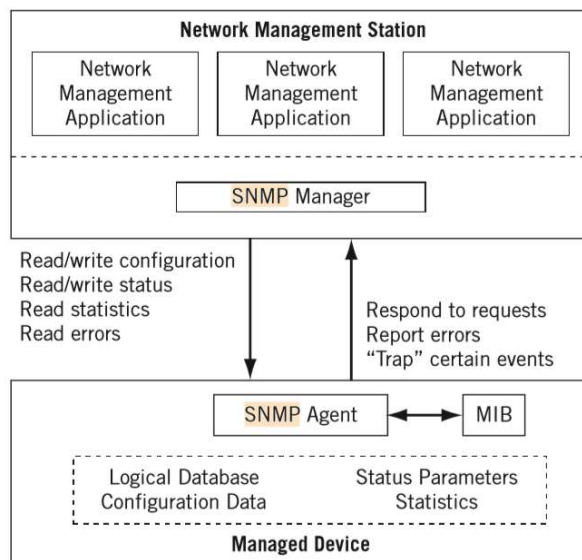 Network Management Station
Network
Management
Application
Network
Management
Application
Network
Management
Application
SNMP Manager
Read/write configuration
Read/write status
Read statistics
Read errors
Respond to requests
Report errors
“Trap” certain events
SNMP Agent
MIB
Logical Database
Configuration Data
Status Parameters
Statistics
Managed Device